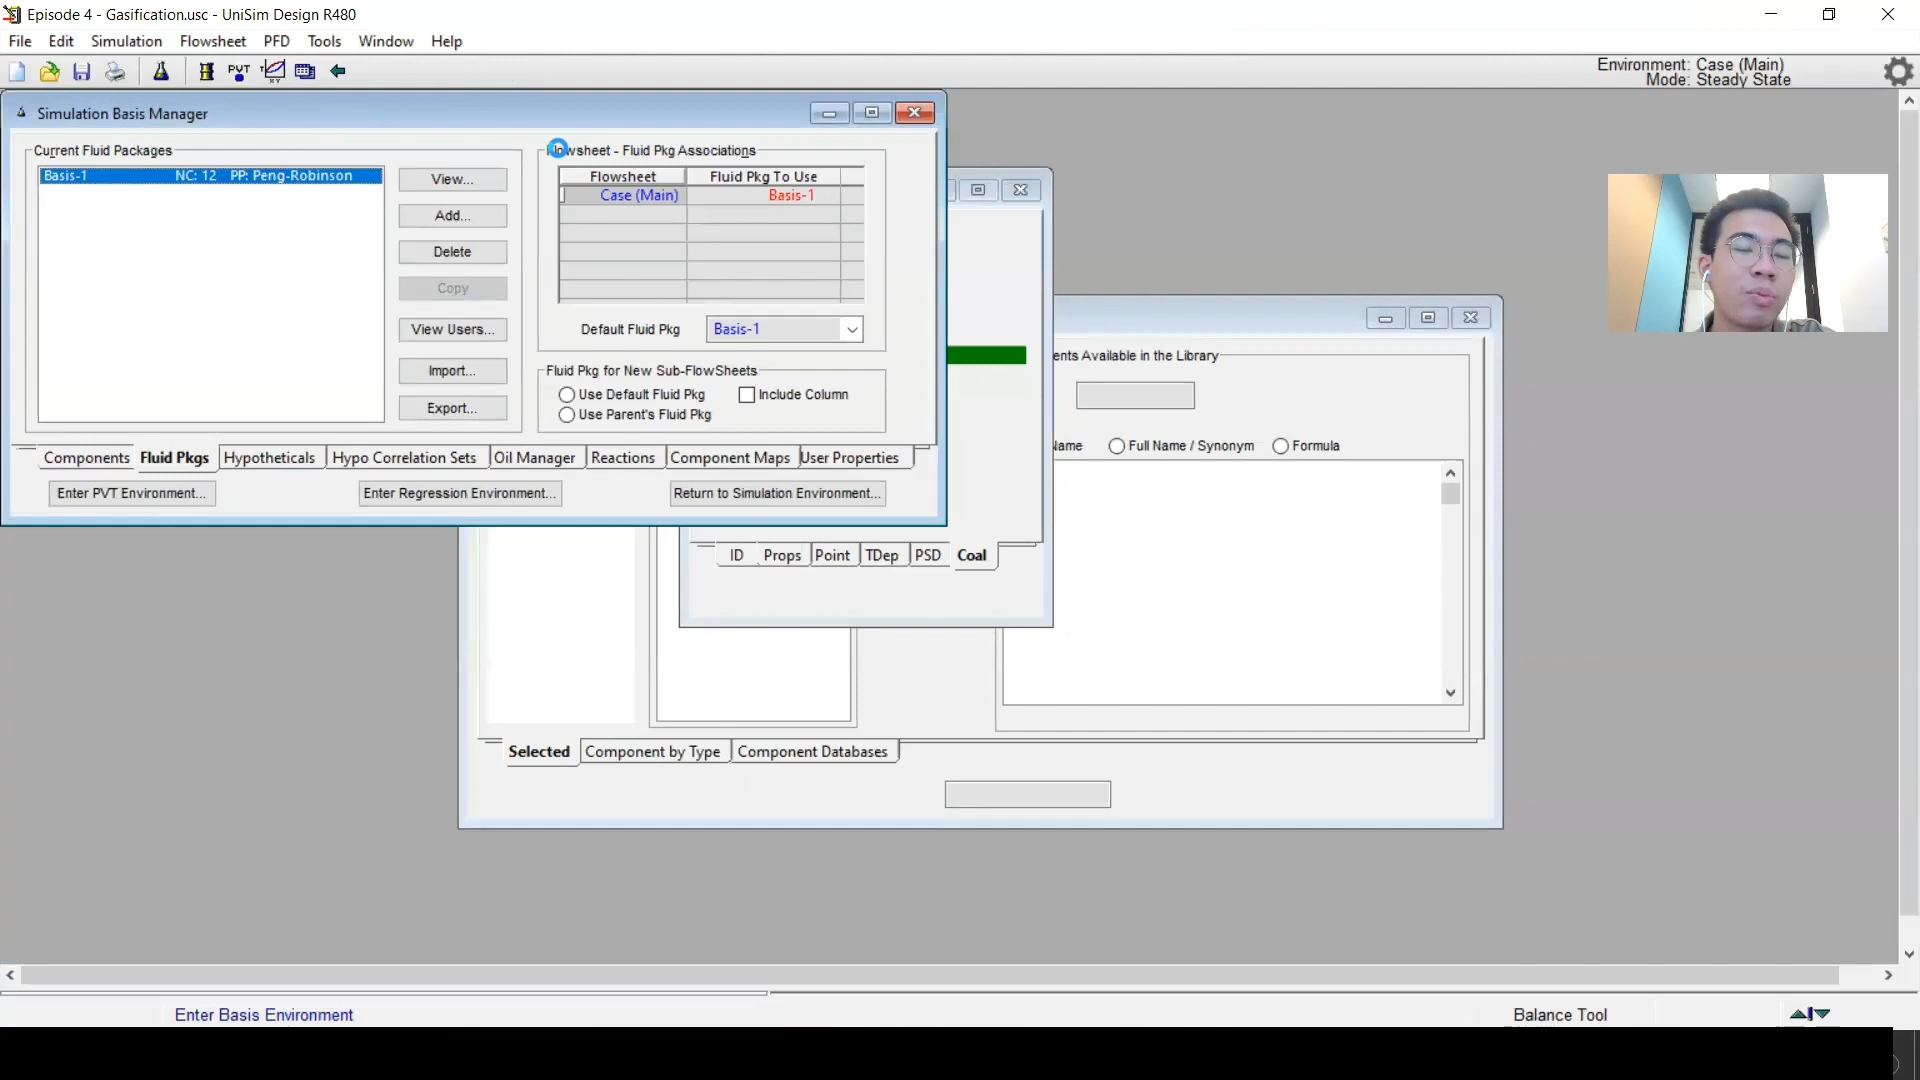 Episode 4 - Gasification.usc - UniSim Design R480
File Edit Simulation Flowsheet PFD Tools Window Help
PVT
Environment: Case (Main)
Mode: Steady State
Simulation Basis Manager
Current Fluid Packages
Basis-1 NC: 12 PP: Peng-Robinson
View...
Add...
Delete
Copy
View Users...
Import...
Export...
Flowsheet - Fluid Pkg Associations
Flowsheet Fluid Pkg To Use
Case (Main) Basis-1
Default Fluid Pkg Basis-1
Fluid Pkg for New Sub-FlowSheets
Use Default Fluid Pkg Include Column
Use Parent's Fluid Pkg
Components Fluid Pkgs Hypotheticals Hypo Correlation Sets Oil Manager Reactions Component Maps User Properties
Enter PVT Environment... Enter Regression Environment... Return to Simulation Environment...
ents Available in the Library
Name Full Name / Synonym Formula
ID Props Point TDep PSD Coal
Selected Component by Type Component Databases
Enter Basis Environment
Balance Tool